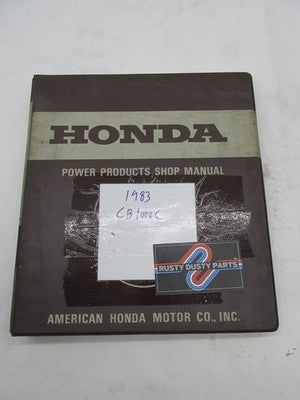 HONDA
POWER PRODUCTS SHOP MANUAL
1983
CB1000C
RUSTY DUSTY PARTS
AMERICAN HONDA MOTOR CO., INC.